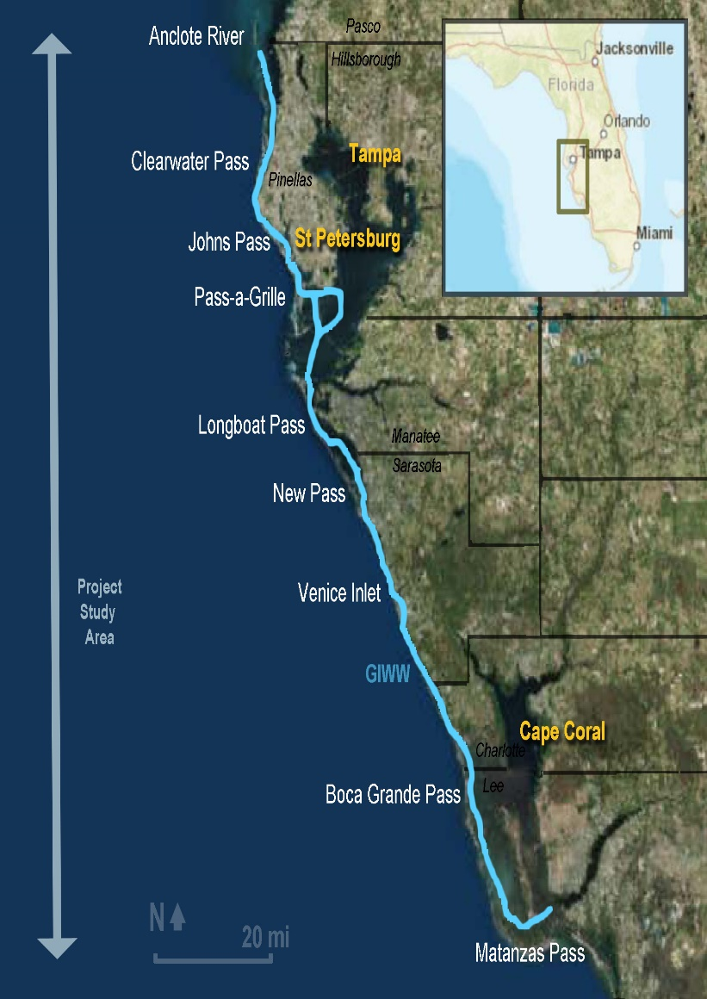 Anclote River
Pasco
Hillsborough
Jacksonville
Florida
Orlando
Tampa
Miami
Clearwater Pass
Tampa
Pinellas
Johns Pass
St Petersburg
Pass-a-Grille
Longboat Pass
Manatee
Sarasota
New Pass
Project
Study
Area
Venice Inlet
GIWW
Cape Coral
Charlotte
Lee
Boca Grande Pass
N
20 mi
Matanzas Pass